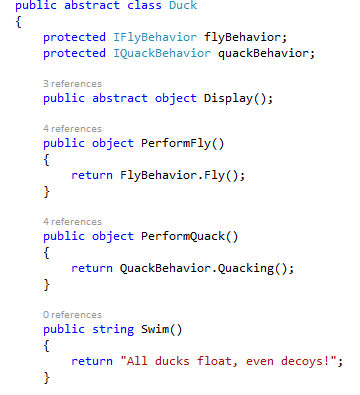 public abstract class Duck
{
    protected IFlyBehavior flyBehavior;
    protected IQuackBehavior quackBehavior;
    3 references
    public abstract object Display();
    4 references
    public object PerformFly()
    {
        return FlyBehavior.Fly();
    }
    4 references
    public object PerformQuack()
    {
        return QuackBehavior.Quacking();
    }
    0 references
    public string Swim()
    {
        return "All ducks float, even decoys!";
    }